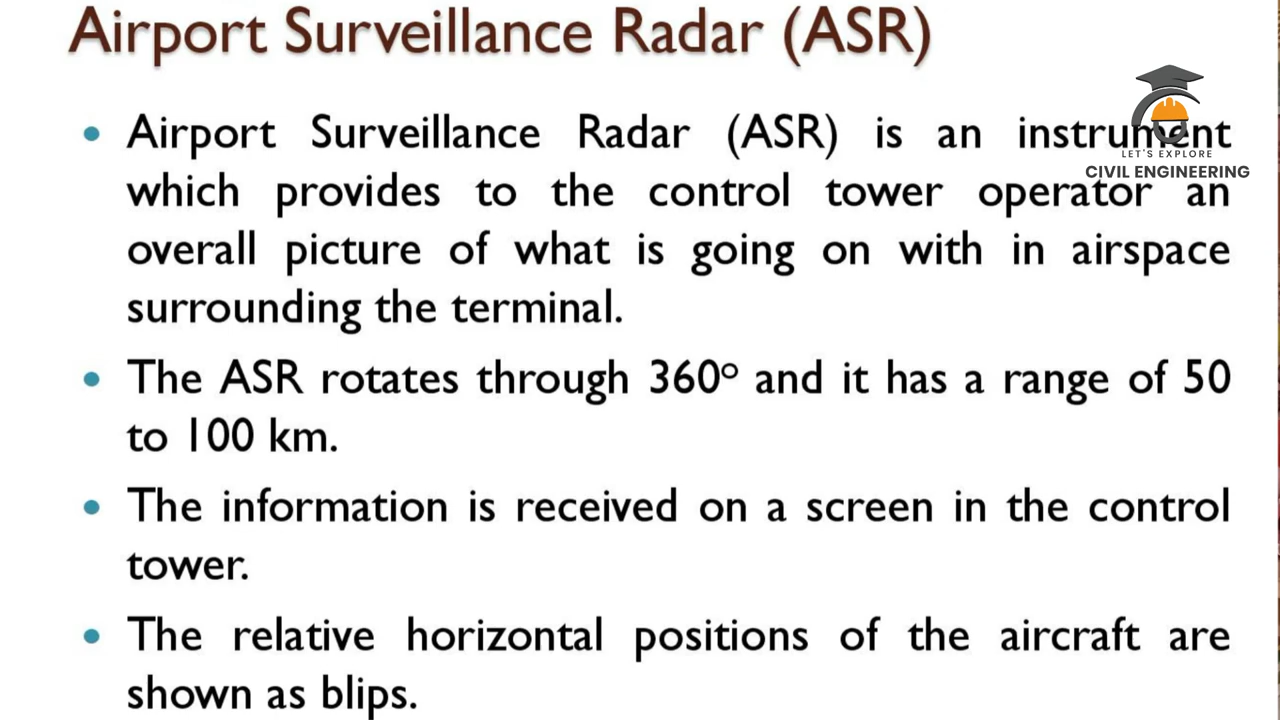 Airport Surveillance Radar (ASR)
• Airport Surveillance Radar (ASR) is an instrument
which provides to the control tower operator an
overall picture of what is going on with in airspace
surrounding the terminal.
• The ASR rotates through 360° and it has a range of 50
to 100 km.
• The information is received on a screen in the control
tower.
• The relative horizontal positions of the aircraft are
shown as blips.
LET'S EXPLORE
CIVIL ENGINEERING